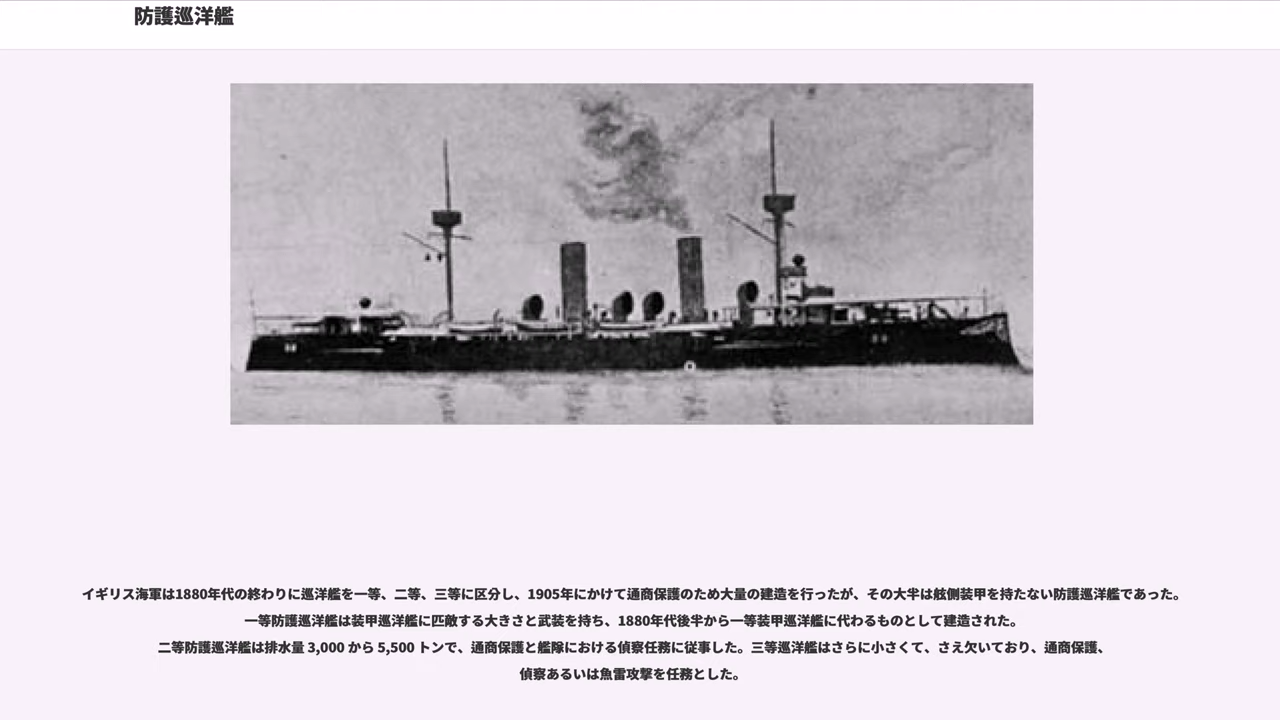 防護巡洋艦
イギリス海軍は1880年代の終わりに巡洋艦を一等、二等、三等に区分し、1905年にかけて通商保護のため大量の建造を行ったが、その大半は舷側装甲を持たない防護巡洋艦であった。
一等防護巡洋艦は装甲巡洋艦に匹敵する大きさと武装を持ち、1880年代後半から一等装甲巡洋艦に代わるものとして建造された。
二等防護巡洋艦は排水量 3,000 から 5,500 トンで、通商保護と艦隊における偵察任務に従事した。三等巡洋艦はさらに小さくて、さえ欠いており、通商保護、
偵察あるいは魚雷攻撃を任務とした。